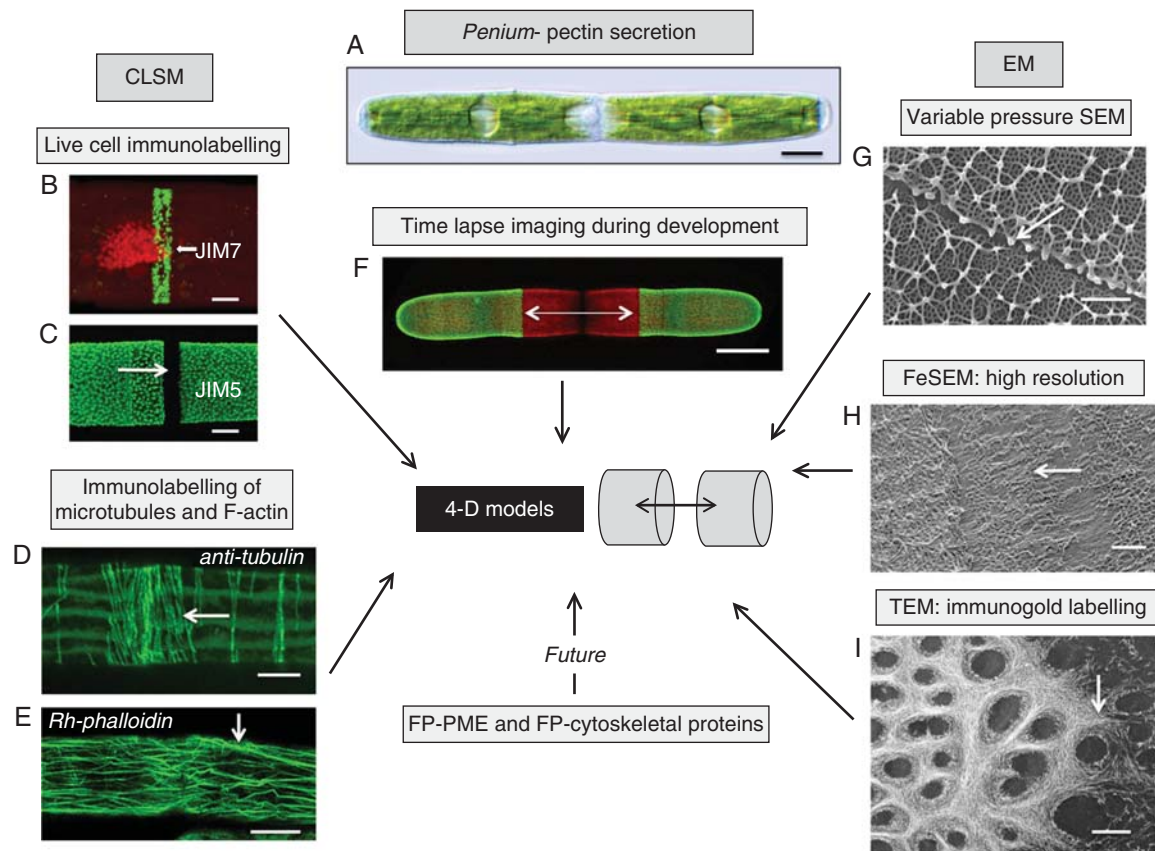 A
Penium- pectin secretion
CLSM
EM
Live cell immunolabelling
Variable pressure SEM
B
JIM7
C
JIM5
Time lapse imaging during development
F
G
FeSEM: high resolution
H
Immunolabelling of
microtubules and F-actin
4-D models
D
anti-tubulin
TEM: immunogold labelling
I
Future
E
Rh-phalloidin
FP-PME and FP-cytoskeletal proteins